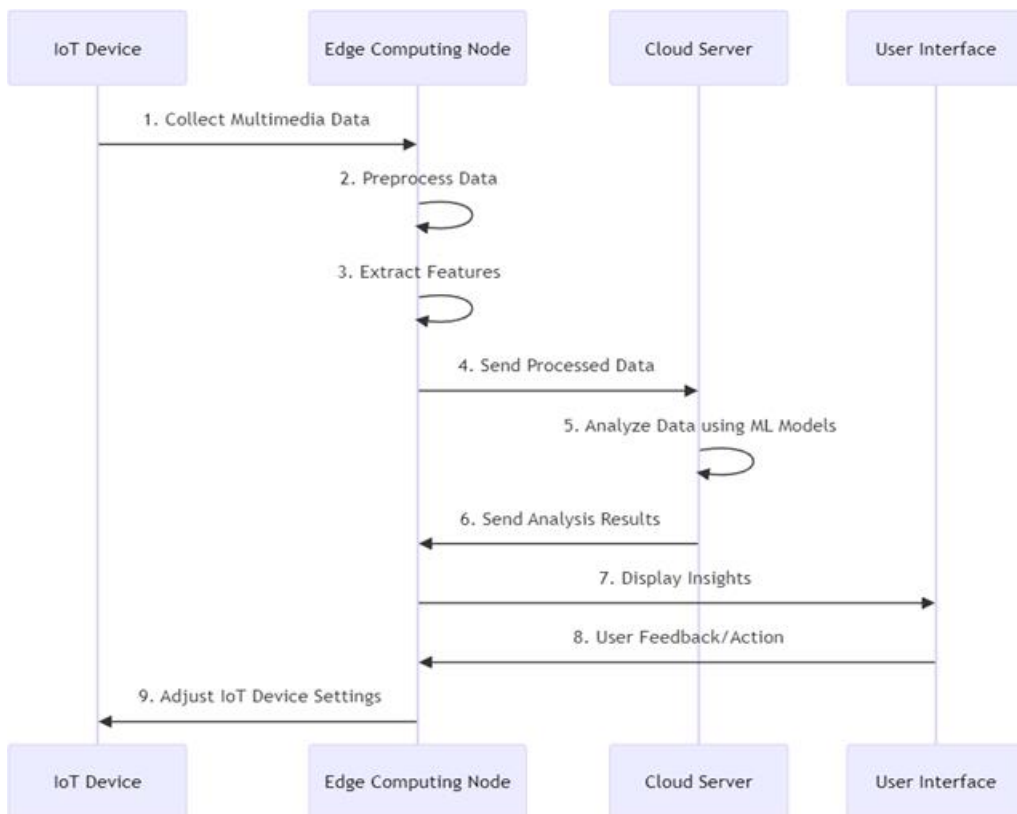 IoT Device
Edge Computing Node
Cloud Server
User Interface
1. Collect Multimedia Data
2. Preprocess Data
3. Extract Features
4. Send Processed Data
5. Analyze Data using ML Models
6. Send Analysis Results
7. Display Insights
8. User Feedback/Action
9. Adjust IoT Device Settings
IoT Device
Edge Computing Node
Cloud Server
User Interface